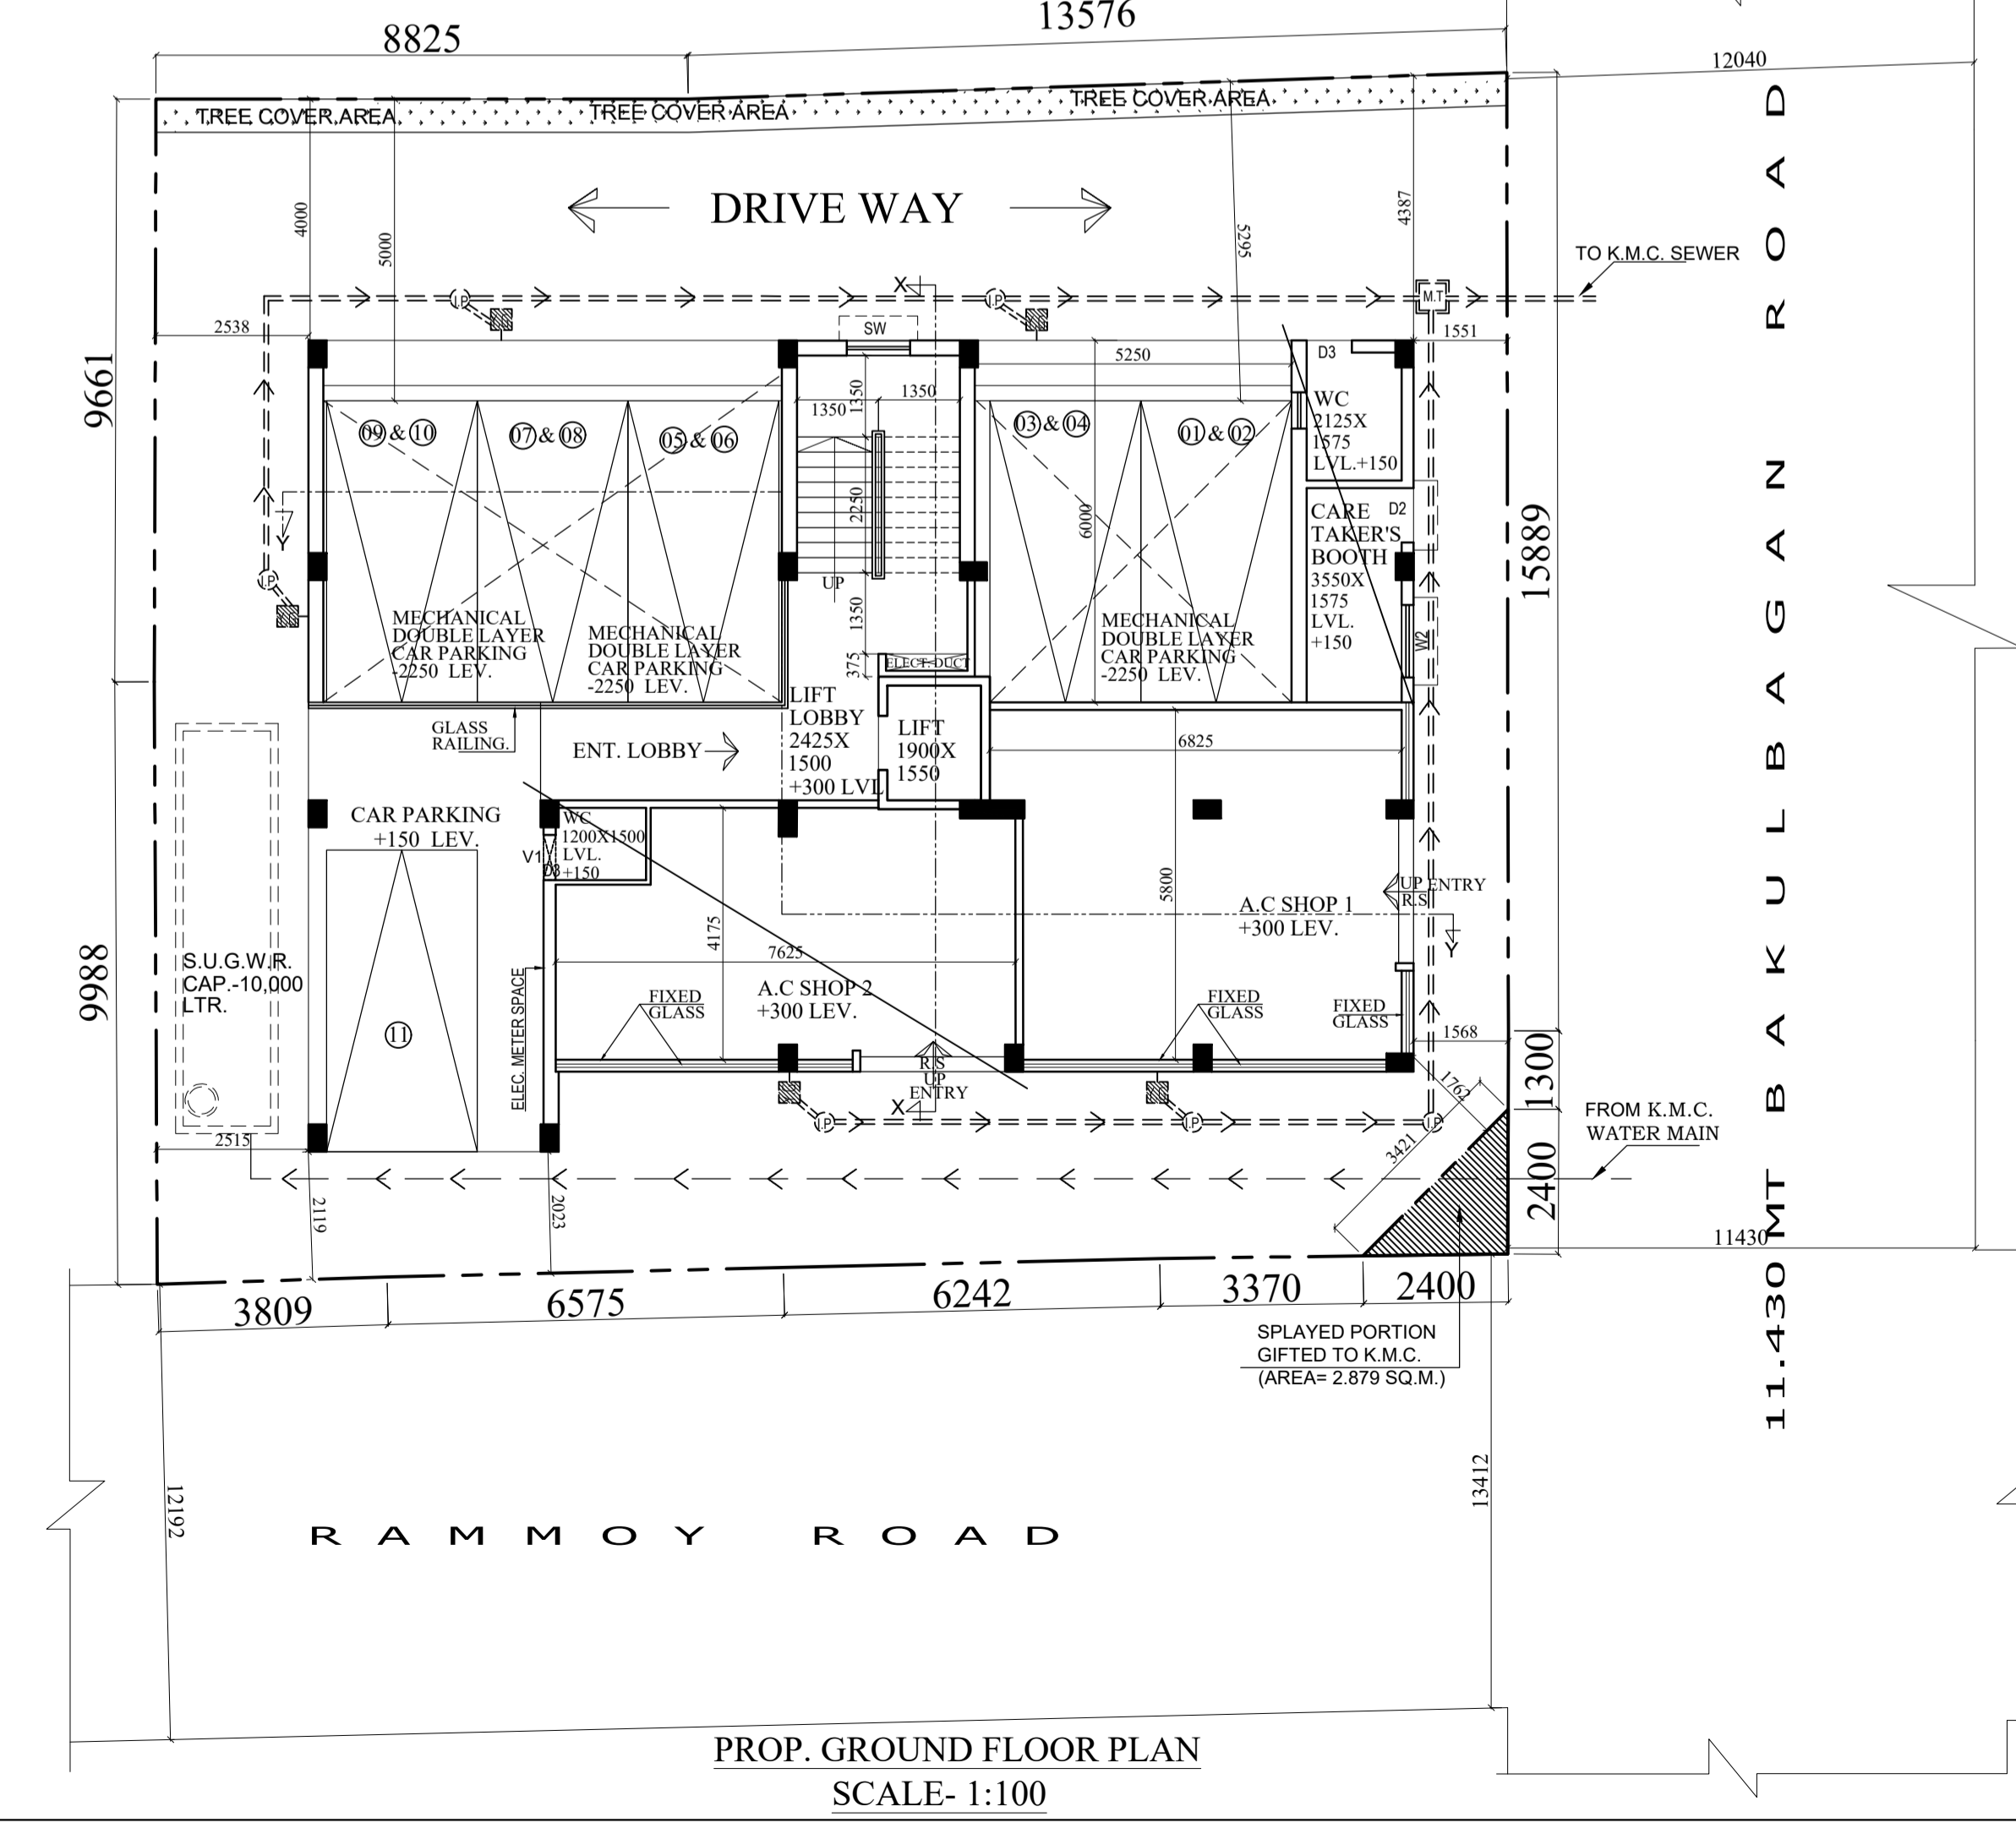 8825
13576
12040
TREE COVER AREA
TREE COVER AREA
TREE COVER AREA
4000
5000
DRIVE WAY
5295
4387
TO K.M.C. SEWER
X
I.P
I.P
M.T
2538
SW
1551
9661
5250
D3
1350
1350
1350
WC
2125X
1575
LVL.+150
09 & 10
07 & 08
05 & 06
03 & 04
01 & 02
2250
6000
CARE
TAKER'S
BOOTH
3550X
1575
LVL.
+150
D2
15889
Y
I.P
UP
1350
W2
MECHANICAL
DOUBLE LAYER
CAR PARKING
-2250 LEV.
MECHANICAL
DOUBLE LAYER
CAR PARKING
-2250 LEV.
MECHANICAL
DOUBLE LAYER
CAR PARKING
-2250 LEV.
375
ELECT. DUCT
LIFT
LOBBY
2425X
1500
+300 LVL
LIFT
1900X
1550
GLASS
RAILING.
ENT. LOBBY
6825
CAR PARKING
+150 LEV.
WC
1200X1500
LVL.
+150
V1
D3
5800
UP
R.S
ENTRY
A.C SHOP 1
+300 LEV.
4175
7625
Y
9988
S.U.G.W.R.
CAP.-10,000
LTR.
A.C SHOP 2
+300 LEV.
FIXED
GLASS
FIXED
GLASS
FIXED
GLASS
11
ELEC. METER SPACE
1568
1300
R.S
UP
ENTRY
X
1762
I.P
I.P
I.P
FROM K.M.C.
WATER MAIN
2515
3421
2400
2119
2023
11430
3809
6575
6242
3370
2400
SPLAYED PORTION
GIFTED TO K.M.C.
(AREA= 2.879 SQ.M.)
11.430 MT BAKULBAGAN ROAD
12192
13412
RAMMOY ROAD
PROP. GROUND FLOOR PLAN
SCALE- 1:100